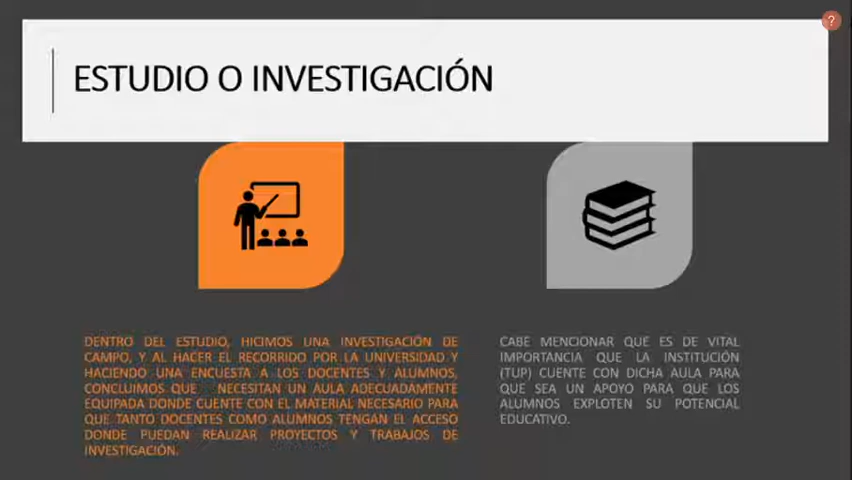 ?
ESTUDIO O INVESTIGACIÓN
DENTRO DEL ESTUDIO, HICIMOS UNA INVESTIGACIÓN DE
CAMPO, Y AL HACER EL RECORRIDO POR LA UNIVERSIDAD Y
HACIENDO UNA ENCUESTA A LOS DOCENTES Y ALUMNOS,
CONCLUIMOS QUE NECESITAN UN AULA ADECUADAMENTE
EQUIPADA DONDE CUENTE CON EL MATERIAL NECESARIO PARA
QUE TANTO DOCENTES COMO ALUMNOS TENGAN EL ACCESO
DONDE PUEDAN REALIZAR PROYECTOS Y TRABAJOS DE
INVESTIGACIÓN.
CABE MENCIONAR QUE ES DE VITAL
IMPORTANCIA QUE LA INSTITUCIÓN
(TUP) CUENTE CON DICHA AULA PARA
QUE SEA UN APOYO PARA QUE LOS
ALUMNOS EXPLOTEN SU POTENCIAL
EDUCATIVO.